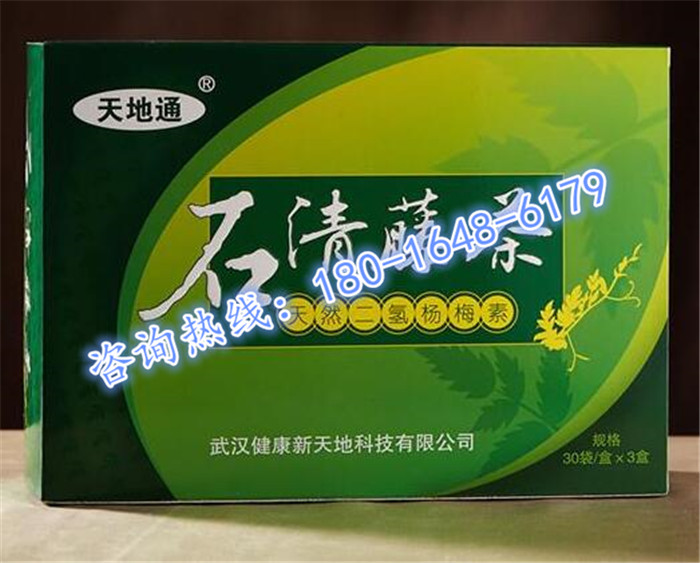 天地通®
石清藤茶
咨询热线：180-1648-6179
天然二氢杨梅素
武汉健康新天地科技有限公司
规格
30袋/盒×3盒